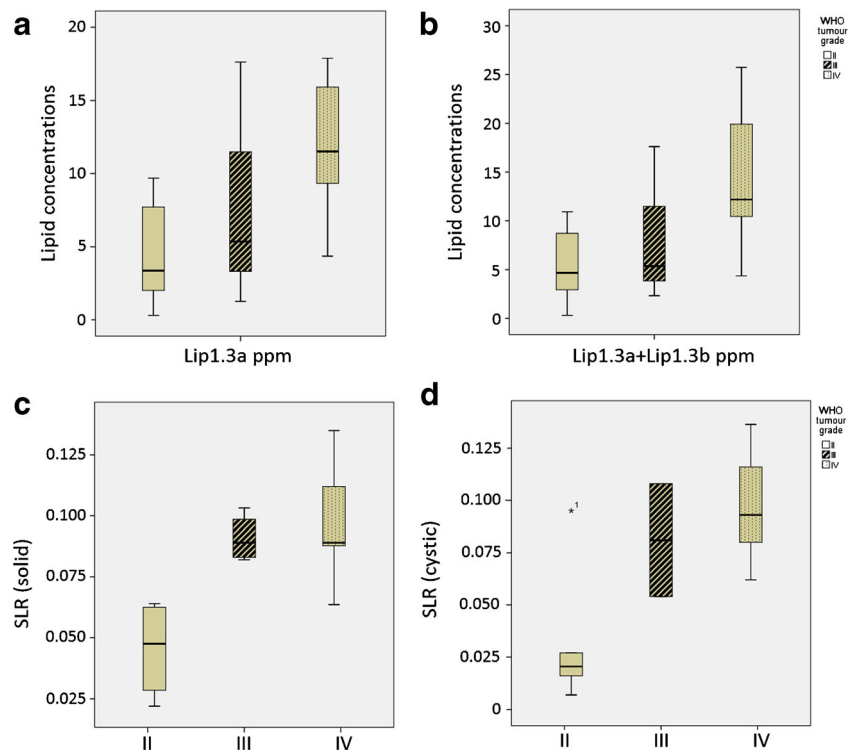 a
20
15
10
5
0
Lipid concentrations
Lip1.3a ppm
b
30
25
20
15
10
5
0
Lipid concentrations
Lip1.3a+Lip1.3b ppm
WHO
tumour
grade
II
III
IV
c
0.125
0.100
0.075
0.050
0.025
SLR (solid)
II III IV
d
0.125
0.100
0.075
0.050
0.025
0
SLR (cystic)
*1
II III IV
WHO
tumour
grade
II
III
IV